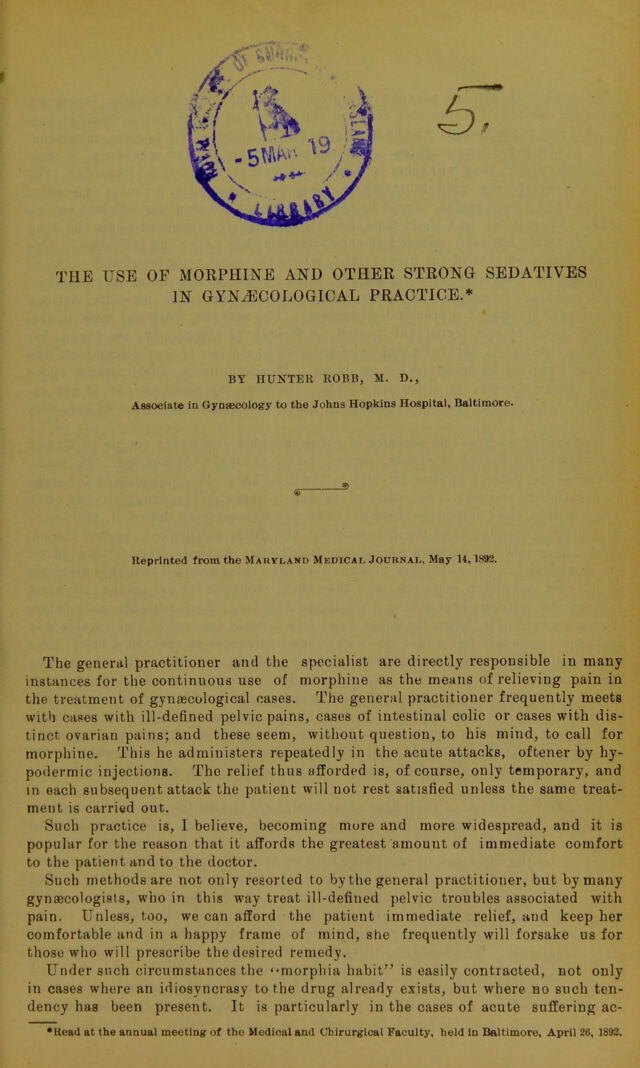 OF SURG
5.
- 5 MAR 19
* LIBRARY *
THE USE OF MORPHINE AND OTHER STRONG SEDATIVES
IN GYNÆCOLOGICAL PRACTICE.*
BY HUNTER ROBB, M. D.,
Associate in Gynæcology to the Johns Hopkins Hospital, Baltimore.
Reprinted from the MARYLAND MEDICAL JOURNAL, May 14, 1892.
The general practitioner and the specialist are directly responsible in many
instances for the continuous use of morphine as the means of relieving pain in
the treatment of gynæcological cases. The general practitioner frequently meets
with cases with ill-defined pelvic pains, cases of intestinal colic or cases with dis-
tinct ovarian pains; and these seem, without question, to his mind, to call for
morphine. This he administers repeatedly in the acute attacks, oftener by hy-
podermic injections. The relief thus afforded is, of course, only temporary, and
in each subsequent attack the patient will not rest satisfied unless the same treat-
ment is carried out.
Such practice is, I believe, becoming more and more widespread, and it is
popular for the reason that it affords the greatest amount of immediate comfort
to the patient and to the doctor.
Such methods are not only resorted to by the general practitioner, but by many
gynæcologists, who in this way treat ill-defined pelvic troubles associated with
pain. Unless, too, we can afford the patient immediate relief, and keep her
comfortable and in a happy frame of mind, she frequently will forsake us for
those who will prescribe the desired remedy.
Under such circumstances the “morphia habit” is easily contracted, not only
in cases where an idiosyncrasy to the drug already exists, but where no such ten-
dency has been present. It is particularly in the cases of acute suffering ac-
*Read at the annual meeting of the Medical and Chirurgical Faculty, held in Baltimore, April 26, 1892.